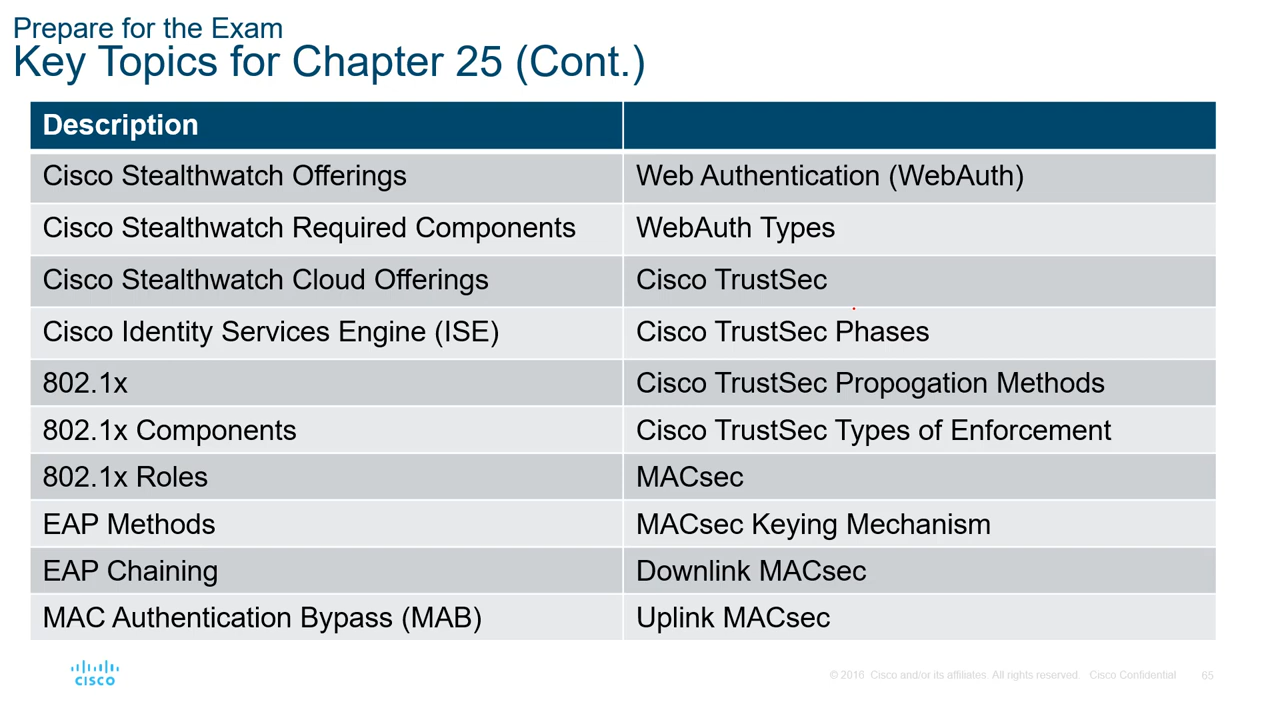 Prepare for the Exam
Key Topics for Chapter 25 (Cont.)
Description
Cisco Stealthwatch Offerings
Web Authentication (WebAuth)
Cisco Stealthwatch Required Components
WebAuth Types
Cisco Stealthwatch Cloud Offerings
Cisco TrustSec
Cisco Identity Services Engine (ISE)
Cisco TrustSec Phases
802.1x
Cisco TrustSec Propogation Methods
802.1x Components
Cisco TrustSec Types of Enforcement
802.1x Roles
MACsec
EAP Methods
MACsec Keying Mechanism
EAP Chaining
Downlink MACsec
MAC Authentication Bypass (MAB)
Uplink MACsec
CISCO
© 2016 Cisco and/or its affiliates. All rights reserved. Cisco Confidential 65